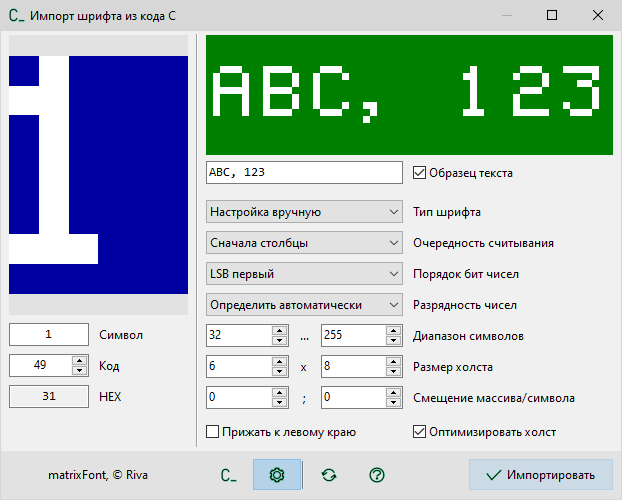 C_ Импорт шрифта из кода C
1
ABC, 123
ABC, 123
Образец текста
Настройка вручную
Тип шрифта
Сначала столбцы
Очередность считывания
LSB первый
Порядок бит чисел
Определить автоматически
Разрядность чисел
1 Символ
32 ... 255
Диапазон символов
49 Код
6 x 8
Размер холста
31 HEX
0 ; 0
Смещение массива/символа
Прижать к левому краю
Оптимизировать холст
matrixFont, © Riva
C_
Импортировать